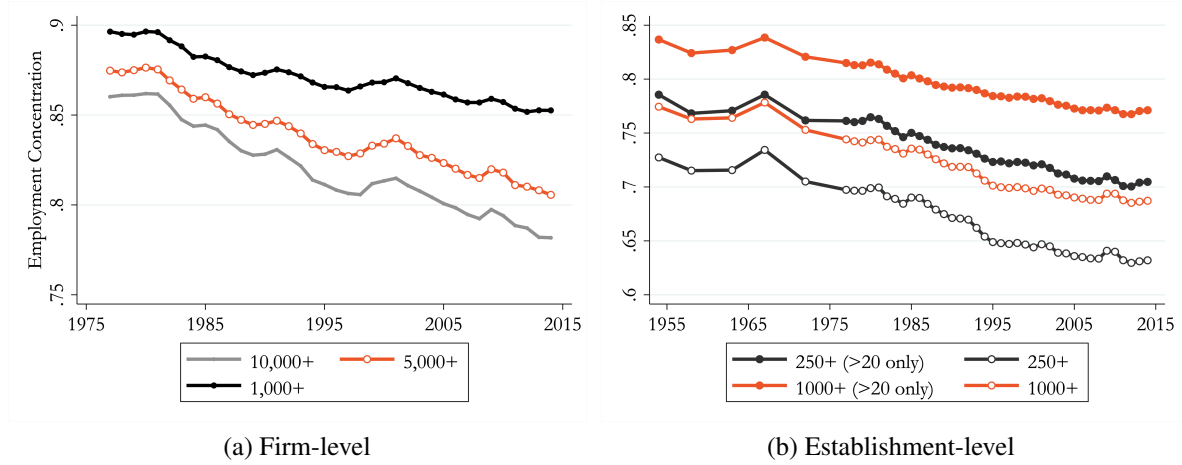 Employment Concentration
.9
.85
.8
.75
1975 1985 1995 2005 2015
10,000+ 5,000+
1,000+
(a) Firm-level
.85
.8
.75
.7
.65
.6
1955 1965 1975 1985 1995 2005 2015
250+ (>20 only) 250+
1000+ (>20 only) 1000+
(b) Establishment-level